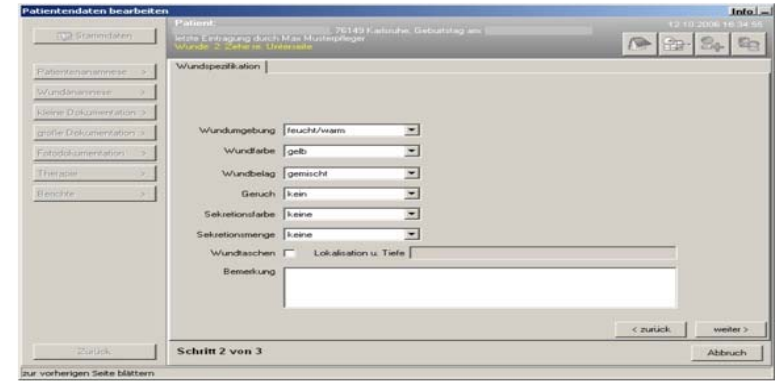 Patientendaten bearbeiten
Info
Patient:
12.10.2006 16:34:55
76149 Karlsruhe, Geburtstag am:
letzte Eintragung durch Max Musterpfleger
Wunde: 2. Zehe re. Unterseite
Stammdaten
Patientenanamnese >
Wundanamnese >
kleine Dokumentation >
große Dokumentation >
Fotodokumentation >
Therapie >
Berichte >
Zurück
Wundspezifikation
Wundumgebung feucht/warm
Wundfarbe gelb
Wundbelag gemischt
Geruch kein
Sekretionsfarbe keine
Sekretionsmenge keine
Wundtaschen Lokalisation u. Tiefe
Bemerkung
< zurück weiter >
Schritt 2 von 3
Abbruch
zur vorherigen Seite blättern